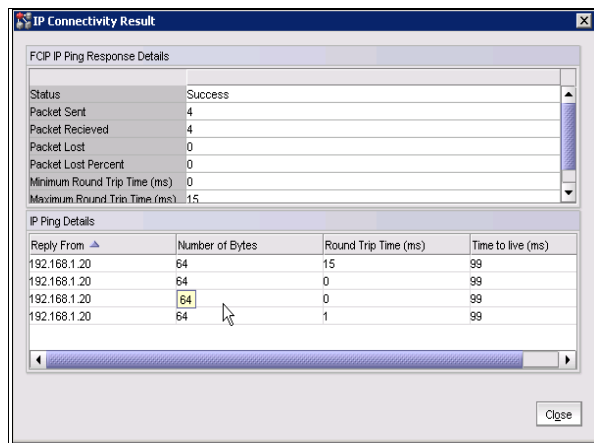 IP Connectivity Result
FCIP IP Ping Response Details
Status Success
Packet Sent 4
Packet Recieved 4
Packet Lost 0
Packet Lost Percent 0
Minimum Round Trip Time (ms) 0
Maximum Round Trip Time (ms) 15
IP Ping Details
Reply From Number of Bytes Round Trip Time (ms) Time to live (ms)
192.168.1.20 64 15 99
192.168.1.20 64 0 99
192.168.1.20 64 0 99
192.168.1.20 64 1 99
Close